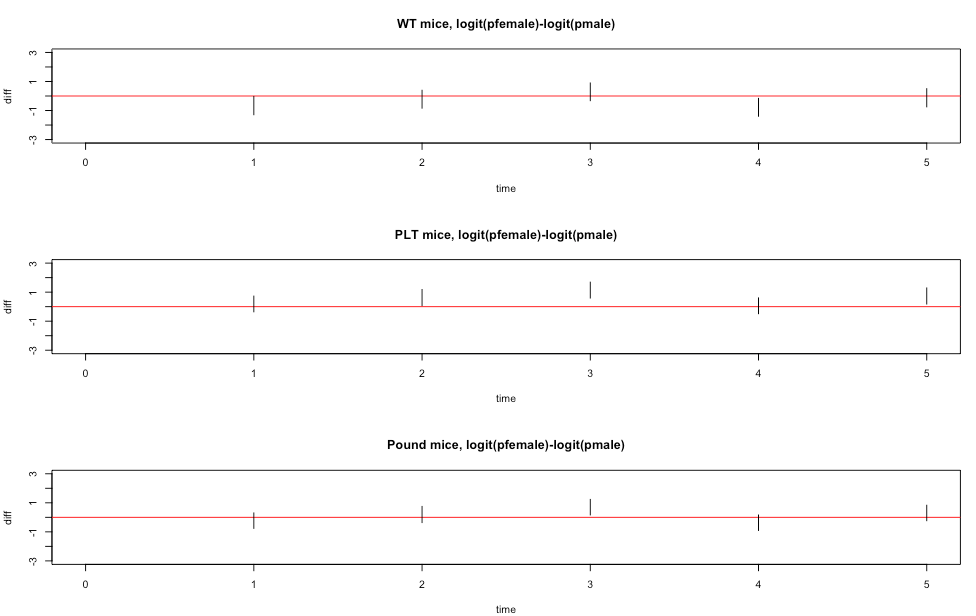 WT mice, logit(pfemale)-logit(pmale)
diff
3
1
-1
-3
0 1 2 3 4 5
time
PLT mice, logit(pfemale)-logit(pmale)
diff
3
1
-1
-3
0 1 2 3 4 5
time
Pound mice, logit(pfemale)-logit(pmale)
diff
3
1
-1
-3
0 1 2 3 4 5
time